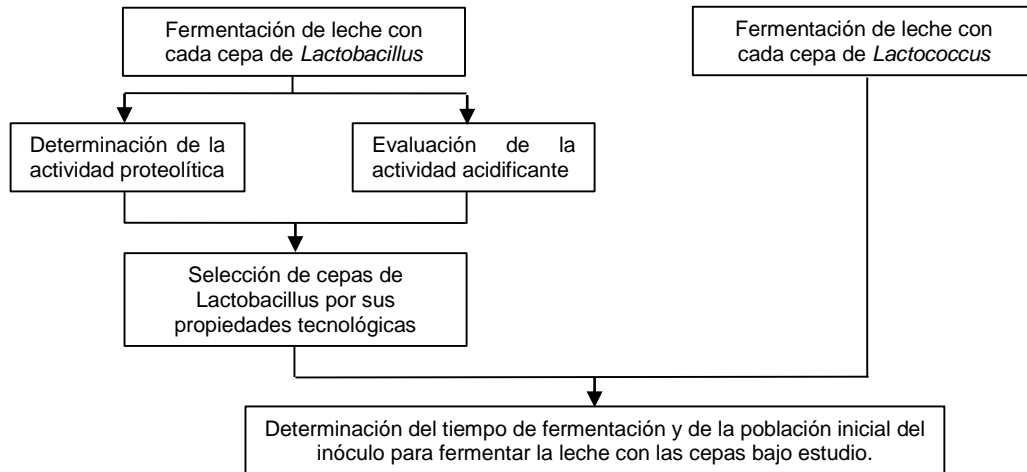 Fermentación de leche con
cada cepa de Lactobacillus
Fermentación de leche con
cada cepa de Lactococcus
Determinación de la
actividad proteolítica
Evaluación de la
actividad acidificante
Selección de cepas de
Lactobacillus por sus
propiedades tecnológicas
Determinación del tiempo de fermentación y de la población inicial del
inóculo para fermentar la leche con las cepas bajo estudio.